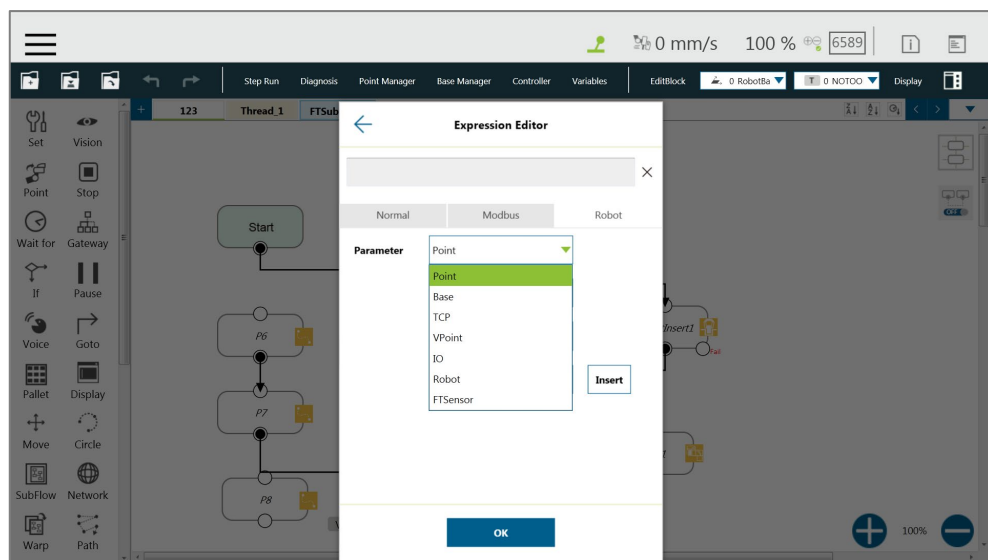 0 mm/s 100 % 6589
Step Run Diagnosis Point Manager Base Manager Controller Variables EditBlock 0 RobotBa T 0 NOTOO Display
+ 123 Thread_1 FTSub
Set Vision
Point Stop
Wait for Gateway
If Pause
Voice Goto
Pallet Display
Move Circle
SubFlow Network
Warp Path
Start
P6
P7
P8
Expression Editor
Normal Modbus Robot
Parameter Point
Point
Base
TCP
VPoint
IO
Robot
FTSensor
Insert
OK
Insert1
Fail
OFF
100%